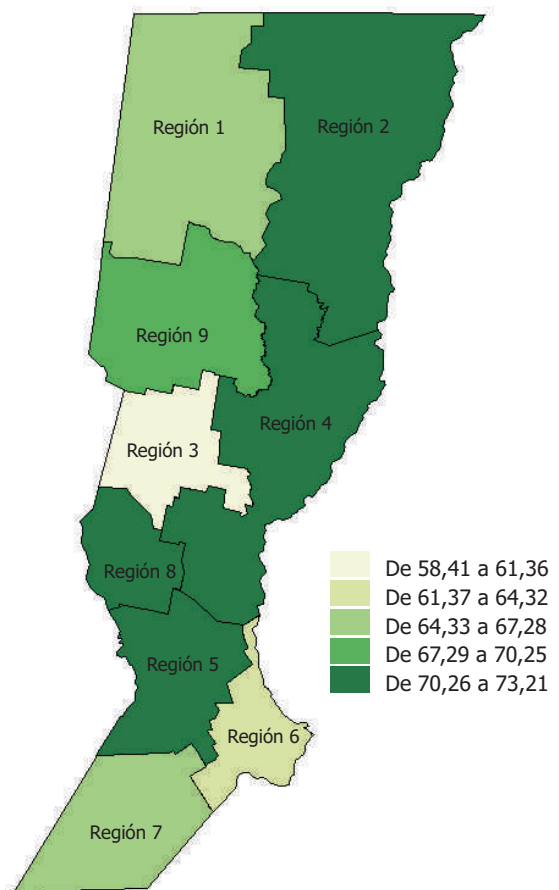 Región 1
Región 2
Región 9
Región 4
Región 3
Región 8
Región 5
Región 6
Región 7
De 58,41 a 61,36
De 61,37 a 64,32
De 64,33 a 67,28
De 67,29 a 70,25
De 70,26 a 73,21